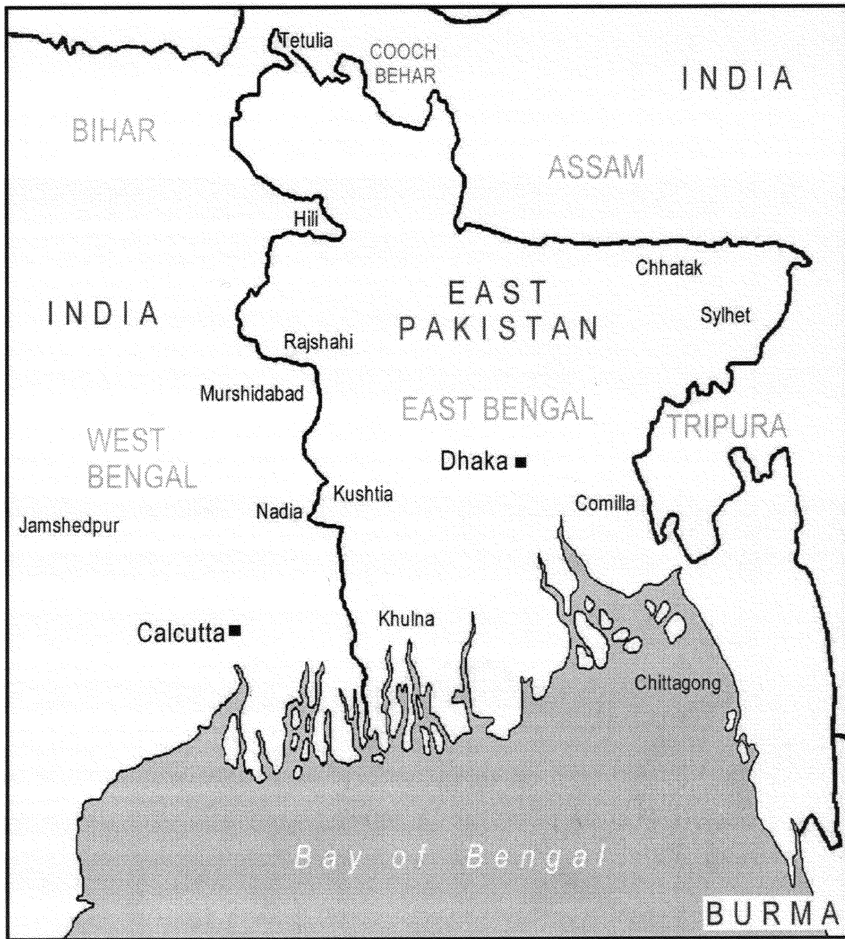 Tetulia
COOCH
BEHAR
INDIA
BIHAR
ASSAM
Hili
Chhatak
INDIA
EAST
PAKISTAN
Sylhet
Rajshahi
Murshidabad
EAST BENGAL
TRIPURA
WEST
BENGAL
Dhaka
Kushtia
Nadia
Comilla
Jamshedpur
Khulna
Calcutta
Chittagong
Bay of Bengal
BURMA